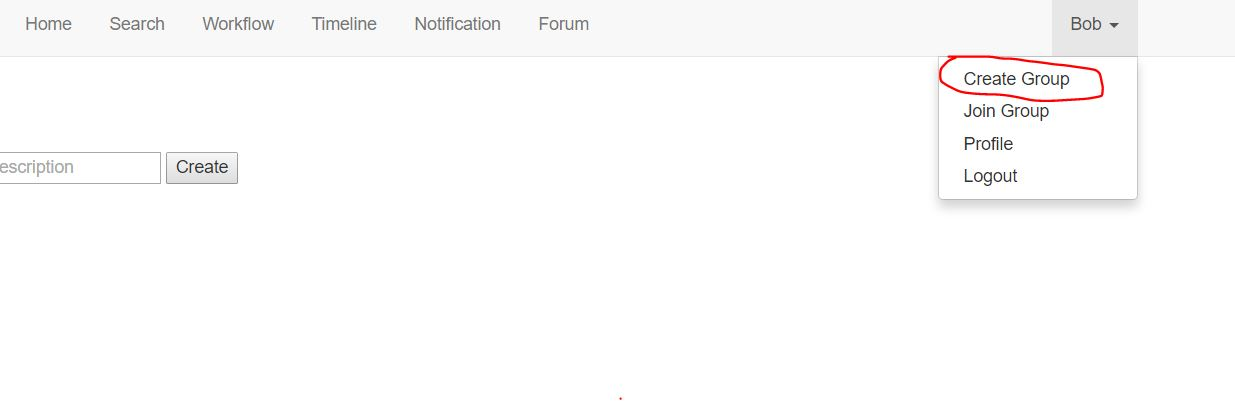 Home Search Workflow Timeline Notification Forum Bob
Create Group
Join Group
escription Create
Profile
Logout